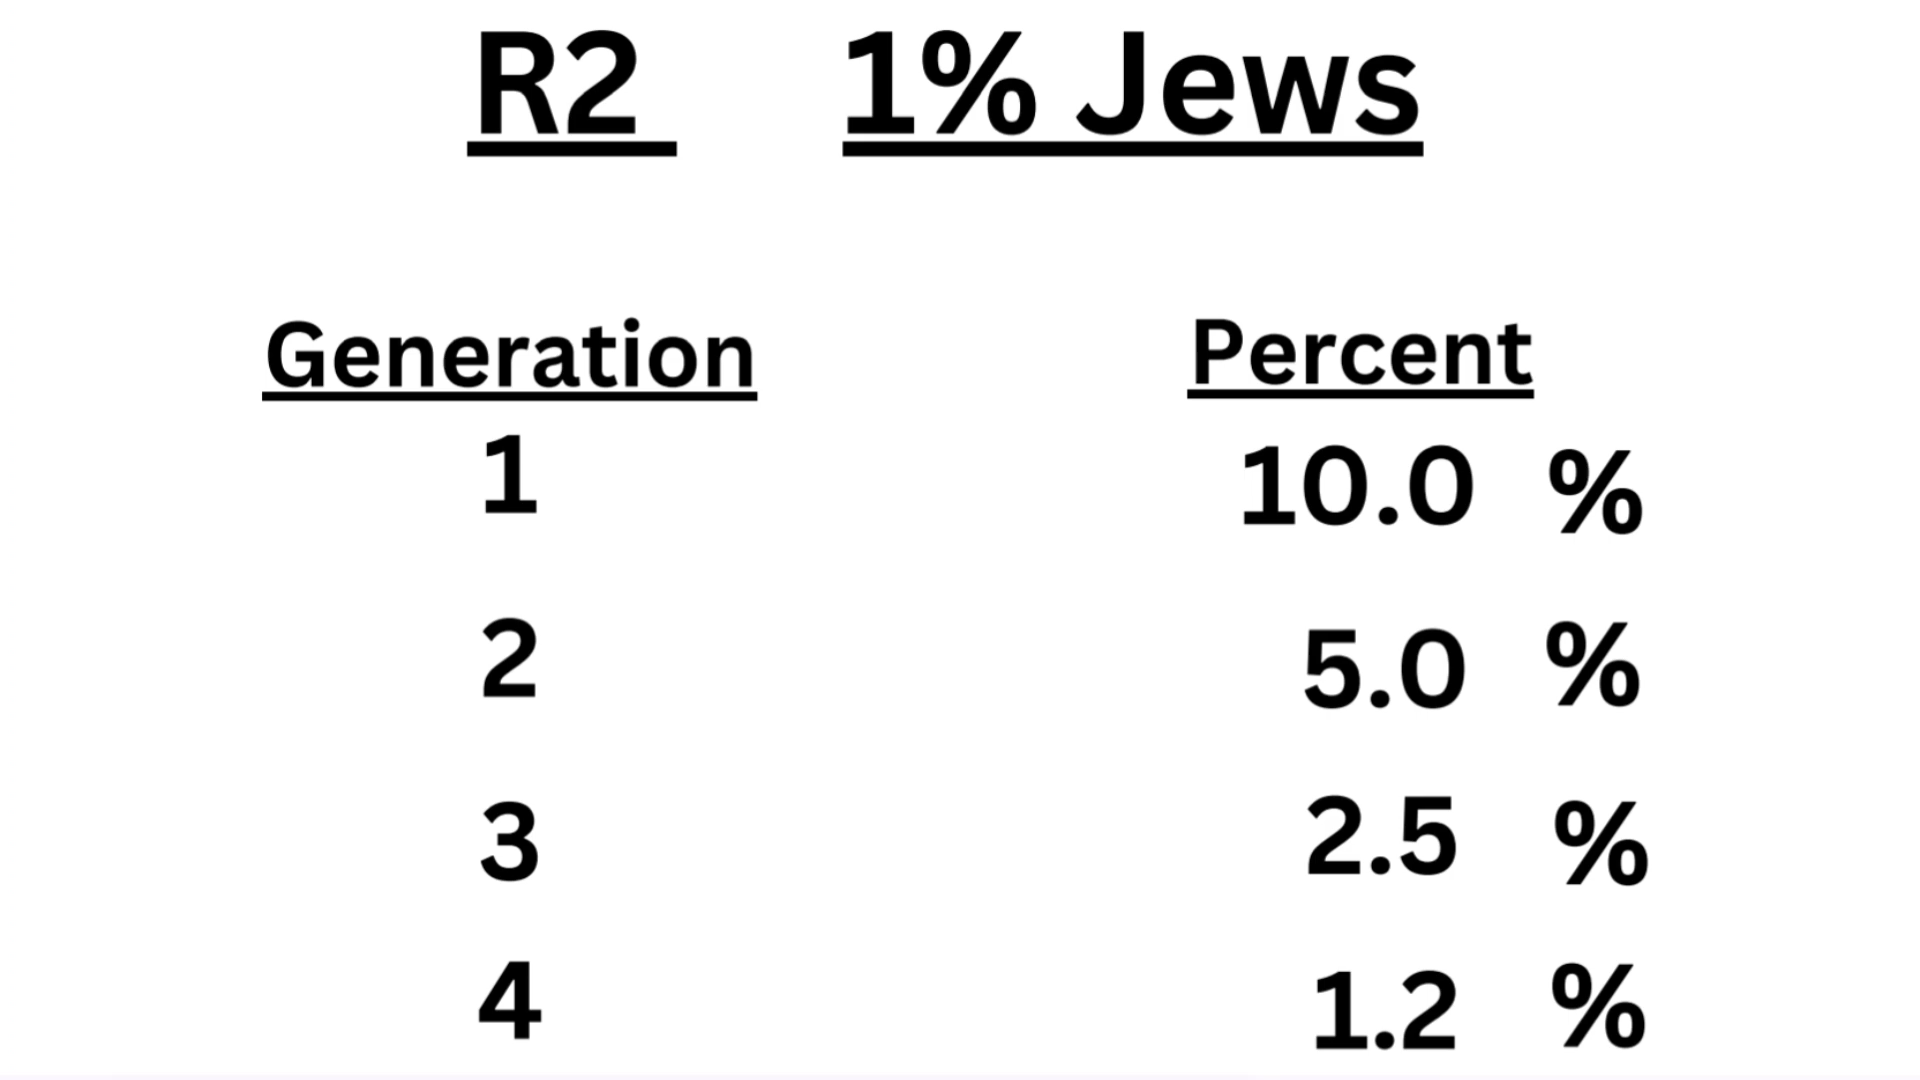 R2 1% Jews
Generation Percent
1 10.0 %
2 5.0 %
3 2.5 %
4 1.2 %